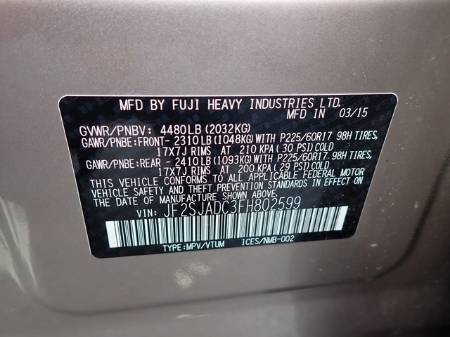 MFD. BY FUJI HEAVY INDUSTRIES LTD.
MFD. IN 03/15
GVWR/PNBV: 4480LB (2032KG)
GAWR/PNBE:FRONT- 2310LB(1048KG)WITH P225/60R17 98H TIRES,
17X7J RIMS AT 210 KPA( 30 PSI)COLD
GAWR/PNBE:REAR - 2410LB(1093KG)WITH P225/60R17 98H TIRES,
17X7J RIMS AT 200 KPA( 29 PSI)COLD
THIS VEHICLE CONFORMS TO ALL APPLICABLE FEDERAL MOTOR
VEHICLE SAFETY AND THEFT PREVENTION STANDARDS IN EFFECT ON
THE DATE OF MANUFACTURE SHOWN ABOVE.
VIN: JF2SJADC3FH802599
TYPE:MPV/VTUM ICES/NMB-002